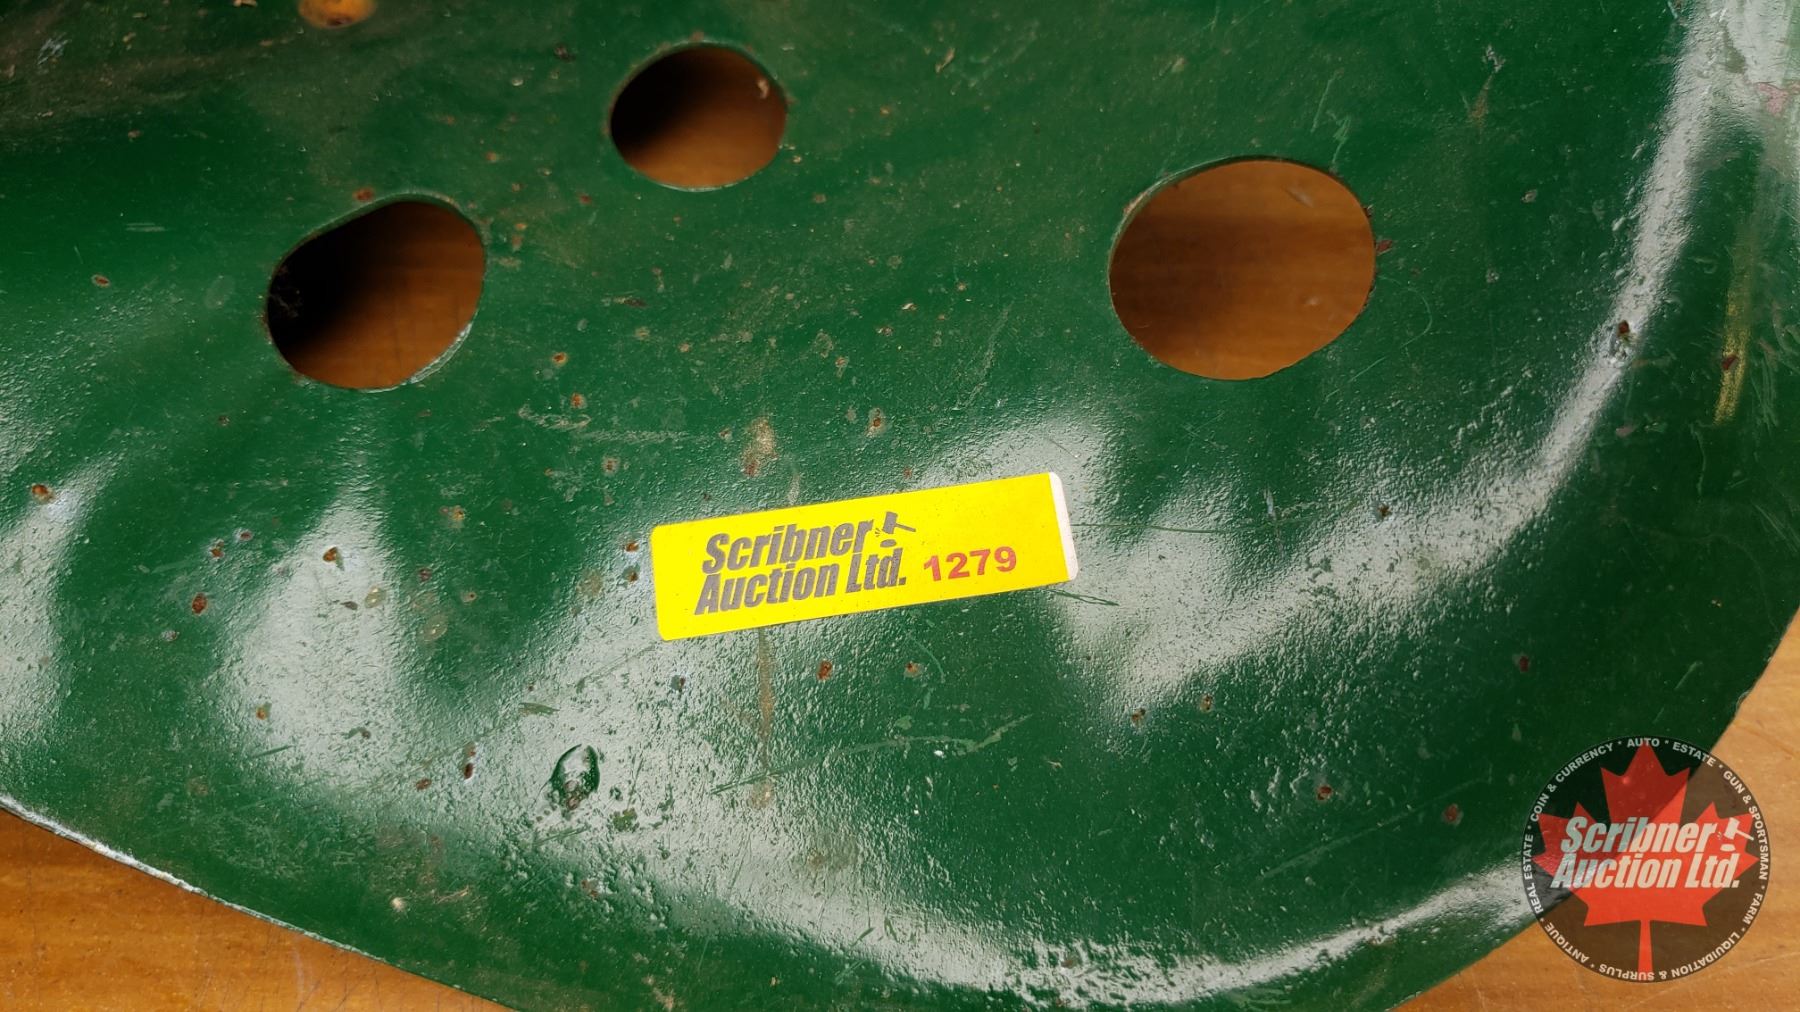 Scribner
Auction Ltd. 1279
REAL ESTATE • COIN & CURRENCY • AUTO • ESTATE • GUN & SPORTSMAN • FARM • LIQUIDATION & SURPLUS • ANTIQUE •
Scribner
Auction Ltd.